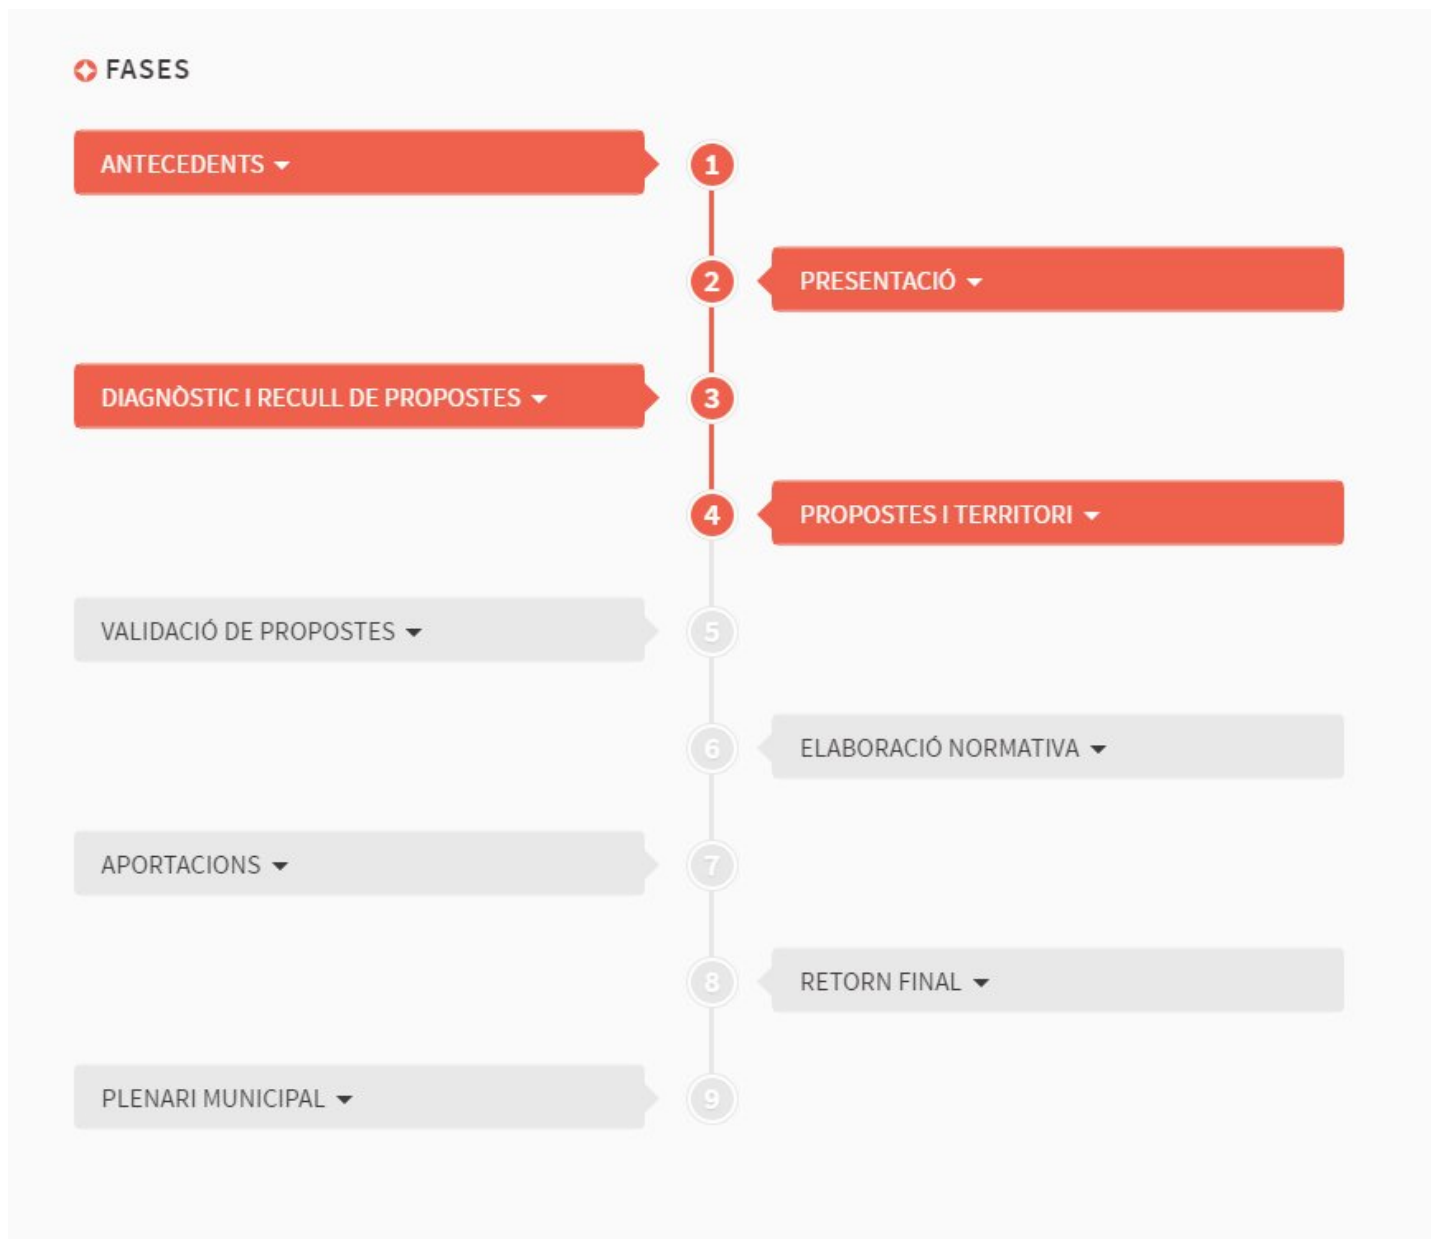 FASES
ANTECEDENTS
1
2
PRESENTACIÓ
DIAGNÒSTIC I RECULL DE PROPOSTES
3
4
PROPOSTES I TERRITORI
VALIDACIÓ DE PROPOSTES
5
6
ELABORACIÓ NORMATIVA
APORTACIONS
7
8
RETORN FINAL
PLENARI MUNICIPAL
9